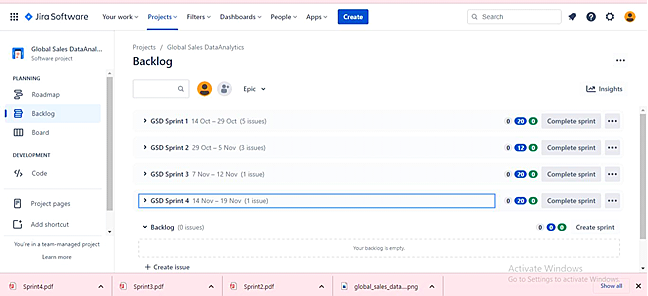 Jira Software Your work Projects Filters Dashboards People Apps Create Search
Global Sales DataAnal...
Software project
PLANNING
Roadmap
Backlog
Board
DEVELOPMENT
Code
Project pages
Add shortcut
You're in a team-managed project
Learn more
Projects / Global Sales DataAnalytics
Backlog
Epic Insights
GSD Sprint 1 14 Oct – 29 Oct (5 issues) 0 20 0 Complete sprint
GSD Sprint 2 29 Oct – 5 Nov (3 issues) 0 12 0 Complete sprint
GSD Sprint 3 7 Nov – 12 Nov (1 issue) 0 20 0 Complete sprint
GSD Sprint 4 14 Nov – 19 Nov (1 issue) 0 20 0 Complete sprint
Backlog (0 issues) 0 0 0 Create sprint
Your backlog is empty.
+ Create issue
Activate Windows
Go to Settings to activate Windows.
Sprint4.pdf Sprint3.pdf Sprint2.pdf global_sales_data....png Show all